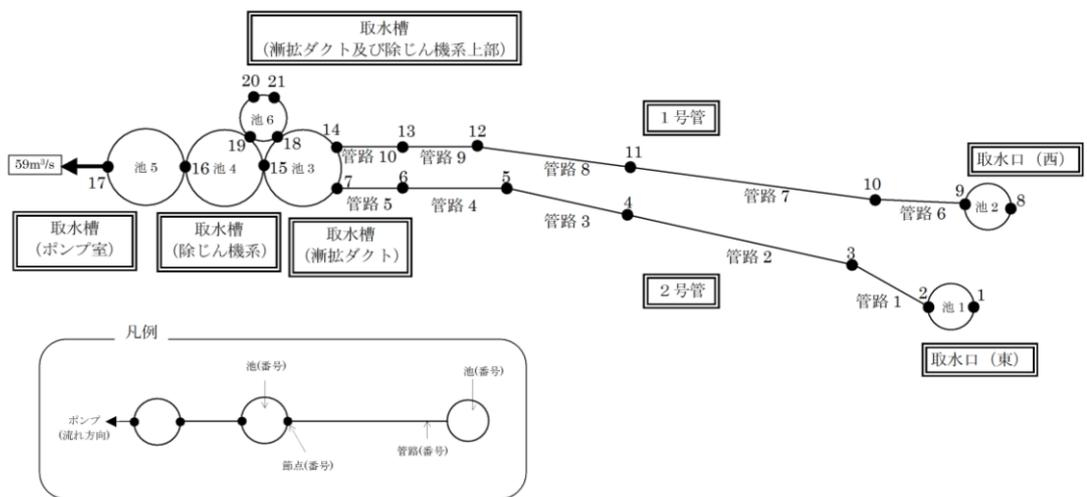 取水槽
(漸拡ダクト及び除じん機系上部)
20 21
池 6
19
18
14
13
12
管路 10
管路 9
1 号管
管路 8
11
管路 7
10
取水口 (西)
9
池 2
8
管路 6
59m³/s
17
池 5
16
池 4
15
池 3
7
管路 5
6
管路 4
5
管路 3
4
管路 2
3
2 号管
管路 1
2
池 1
1
取水口 (東)
取水槽
(ポンプ室)
取水槽
(除じん機系)
取水槽
(漸拡ダクト)
凡例
池(番号)
池(番号)
ポンプ
(流れ方向)
節点(番号)
管路(番号)